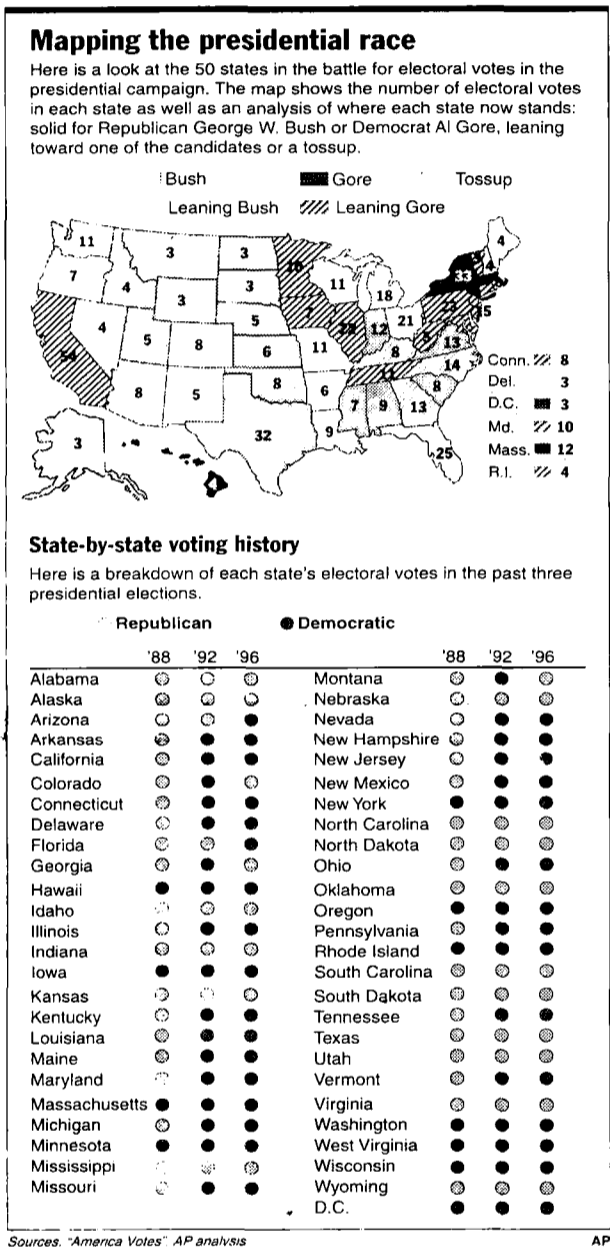 Mapping the presidential race
Here is a look at the 50 states in the battle for electoral votes in the
presidential campaign. The map shows the number of electoral votes
in each state as well as an analysis of where each state now stands:
solid for Republican George W. Bush or Democrat Al Gore, leaning
toward one of the candidates or a tossup.
Bush Gore Tossup
Leaning Bush Leaning Gore
11
3
3
4
7
4
3
3
10
11
18
33
4
4
5
8
5
6
7
11
22
12
21
23
15
5
13
8
14
54
8
5
8
6
11
8
7
9
13
32
9
25
3
4
Conn. 8
Del. 3
D.C. 3
Md. 10
Mass. 12
R.I. 4
State-by-state voting history
Here is a breakdown of each state's electoral votes in the past three
presidential elections.
Republican Democratic
'88 '92 '96 '88 '92 '96
Alabama Montana
Alaska Nebraska
Arizona Nevada
Arkansas New Hampshire
California New Jersey
Colorado New Mexico
Connecticut New York
Delaware North Carolina
Florida North Dakota
Georgia Ohio
Hawaii Oklahoma
Idaho Oregon
Illinois Pennsylvania
Indiana Rhode Island
Iowa South Carolina
Kansas South Dakota
Kentucky Tennessee
Louisiana Texas
Maine Utah
Maryland Vermont
Massachusetts Virginia
Michigan Washington
Minnesota West Virginia
Mississippi Wisconsin
Missouri Wyoming
D.C.
Sources. "America Votes" AP analysis AP